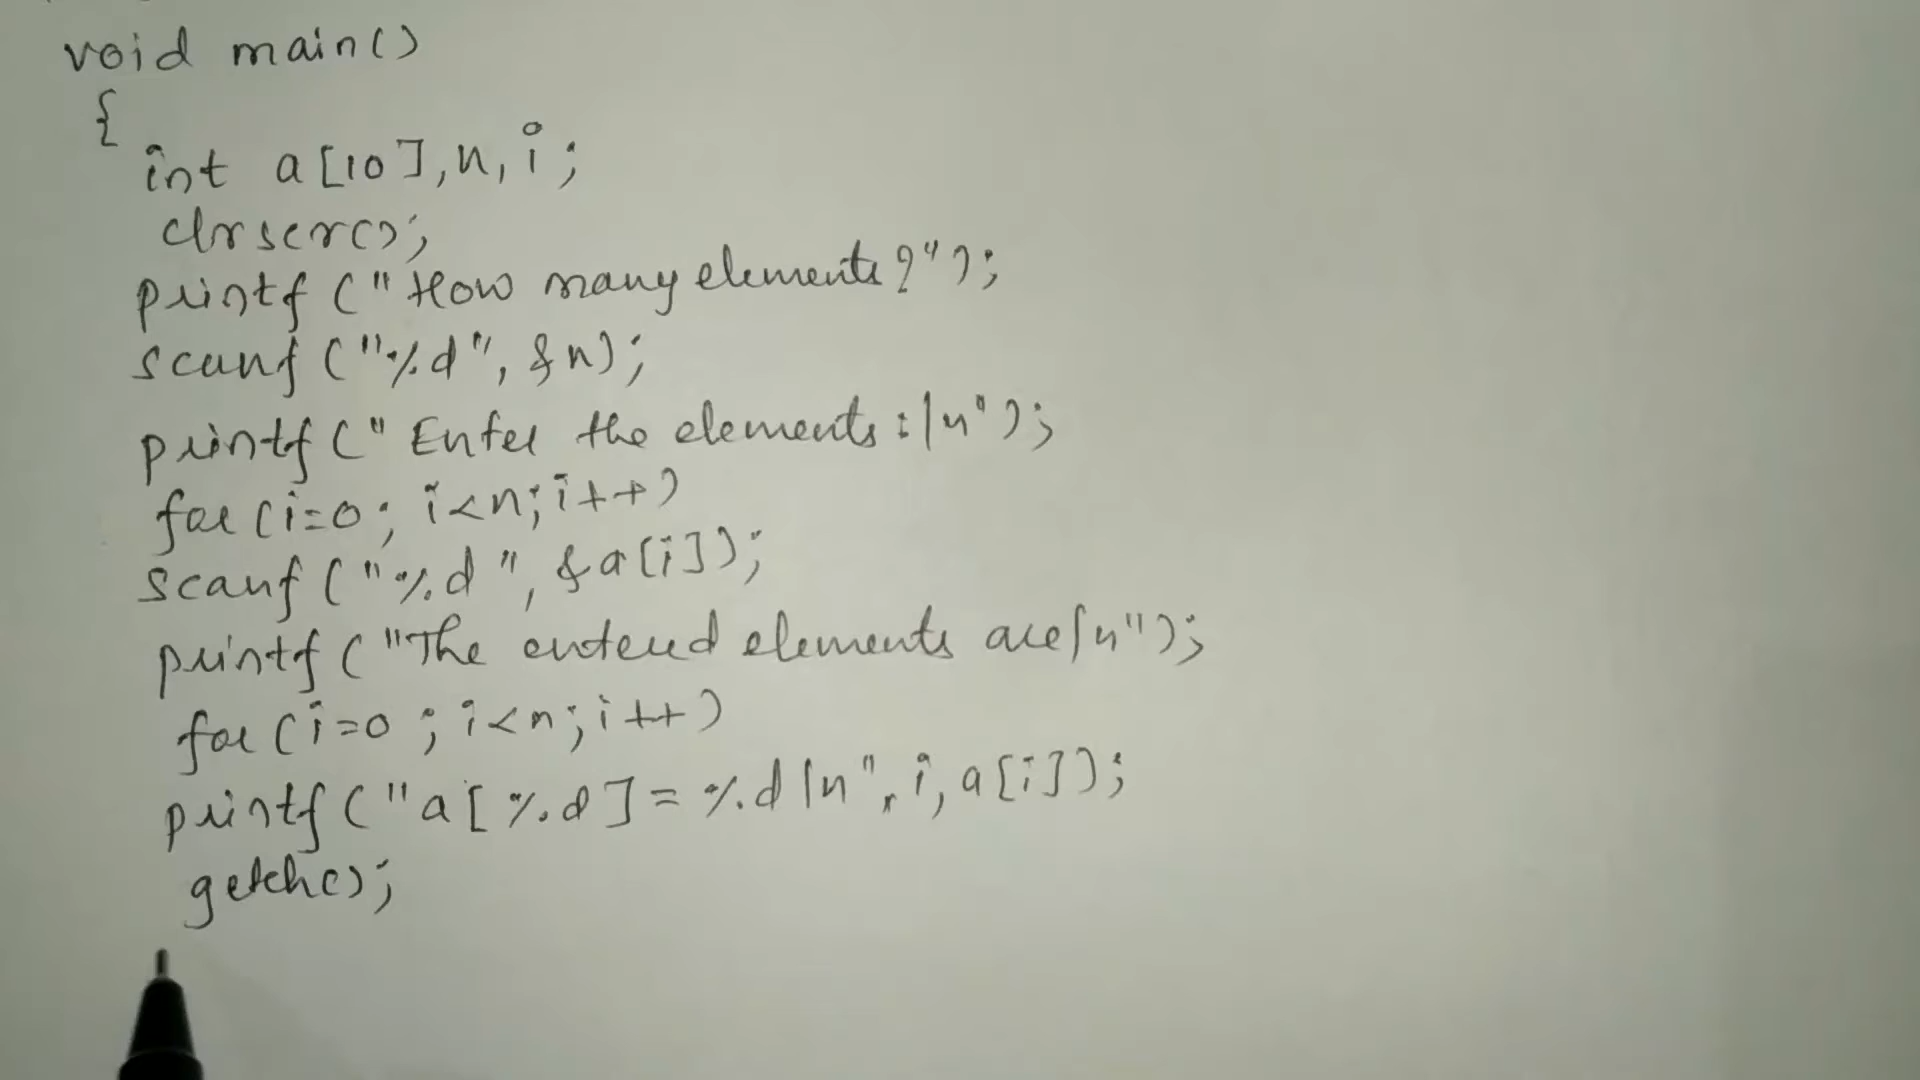 void main()
{
int a[10],n,i;
clrscr();
printf ("How many elements?");
scanf ("%d", &n);
printf (" Enter the elements :\n");
for (i=0; i<n; i++)
scanf ("%d", &a[i]);
printf ("The entered elements are\n");
for (i=0; i<n; i++)
printf ("a[%d] = %d\n", i, a[i]);
getch();